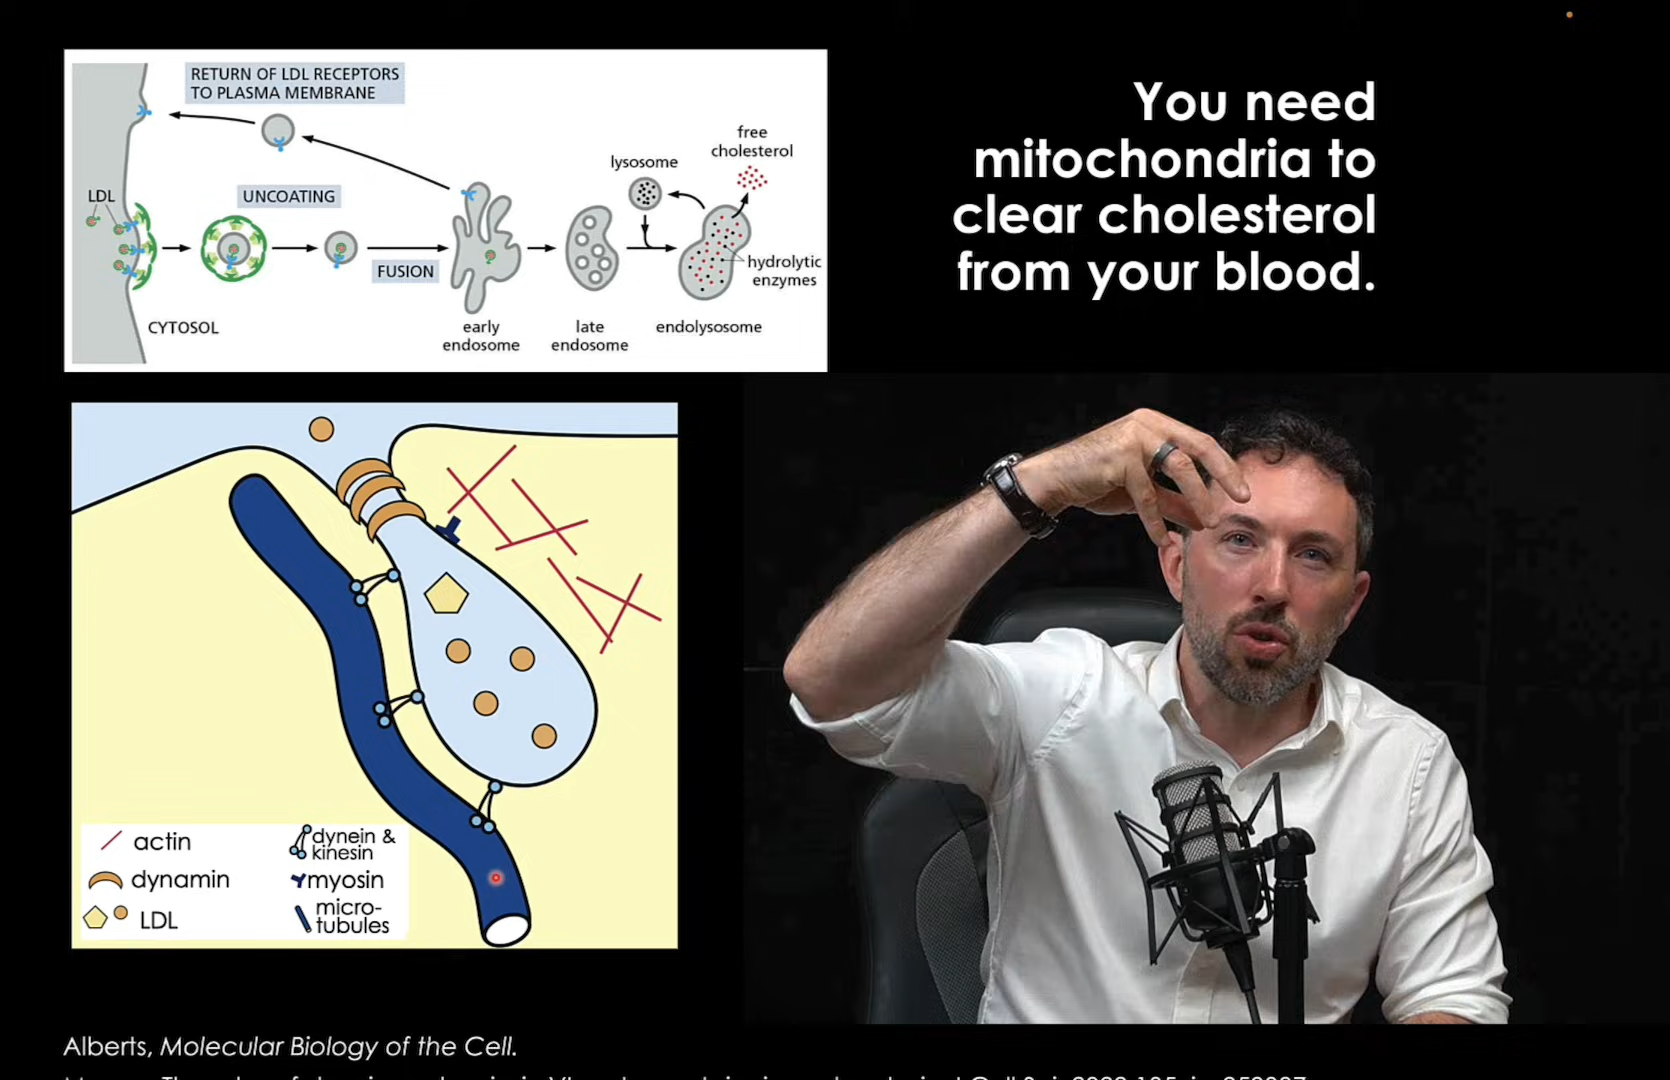 RETURN OF LDL RECEPTORS
TO PLASMA MEMBRANE
free
cholesterol
lysosome
LDL
UNCOATING
FUSION
hydrolytic
enzymes
CYTOSOL
early
endosome
late
endosome
endolysosome
You need
mitochondria to
clear cholesterol
from your blood.
actin
dynamin
LDL
dynein &
kinesin
myosin
micro-
tubules
Alberts, Molecular Biology of the Cell.